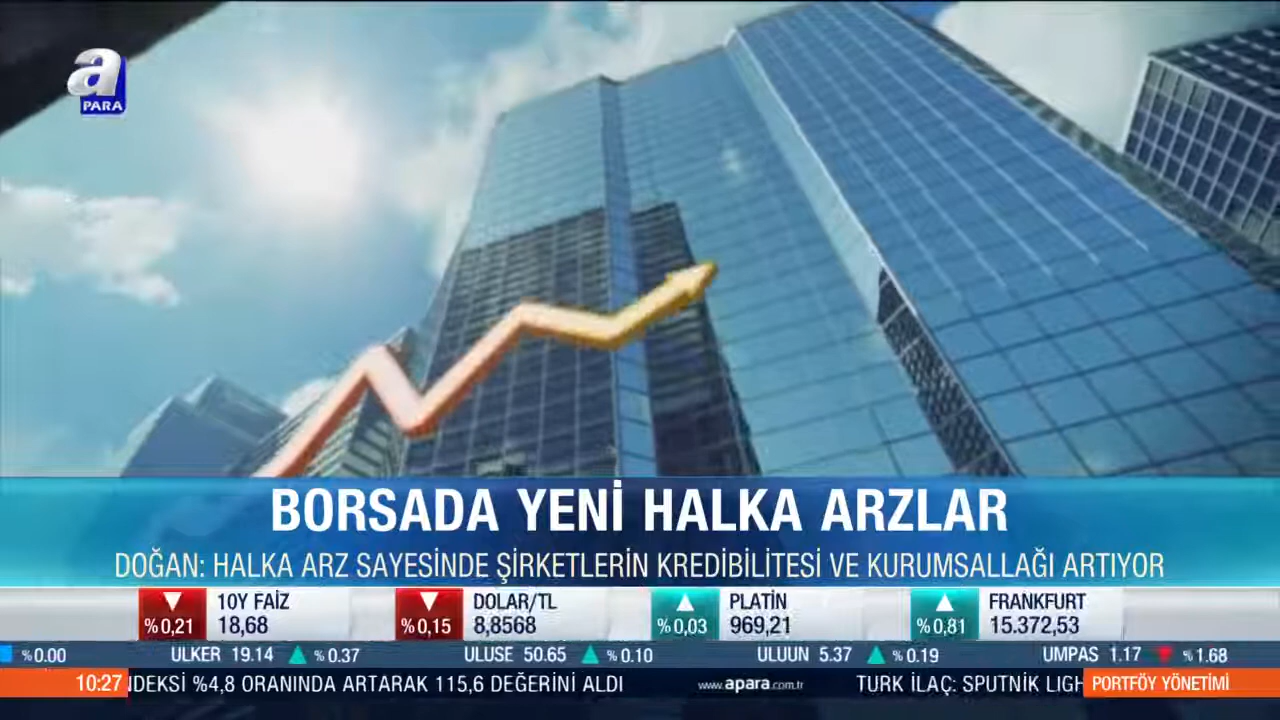 a
PARA
BORSADA YENİ HALKA ARZLAR
DOĞAN: HALKA ARZ SAYESİNDE ŞİRKETLERİN KREDİBİLİTESİ VE KURUMSALLAĞI ARTIYOR
%0,21 10Y FAİZ 18,68
%0,15 DOLAR/TL 8,8568
%0,03 PLATİN 969,21
%0,81 FRANKFURT 15.372,53
%0.00 ULKER 19.14 %0.37 ULUSE 50.65 %0.10 ULUUN 5.37 %0.19 UMPAS 1.17 %1.68
10:27 NDEKSİ %4,8 ORANINDA ARTARAK 115,6 DEĞERİNİ ALDI www.apara.com.tr TURK İLAÇ: SPUTNİK LIGH PORTFÖY YÖNETİMİ